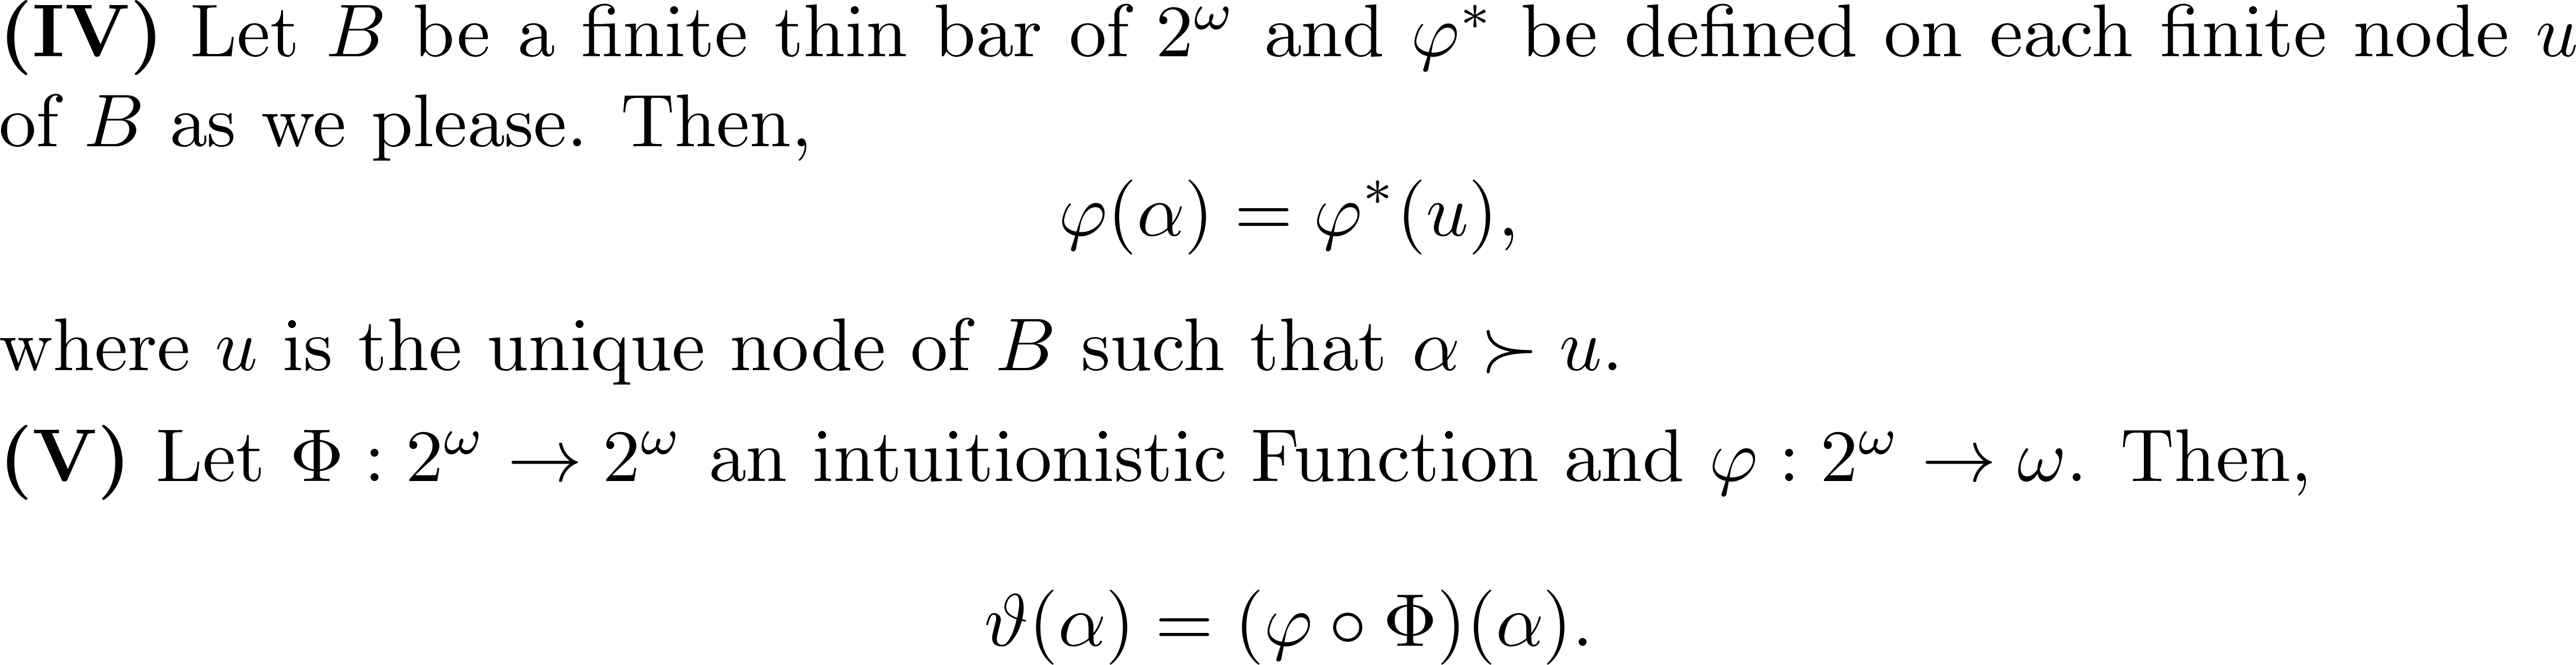 (IV) Let B be a finite thin bar of 2^ω and φ* be defined on each finite node u
of B as we please. Then,
φ(α) = φ*(u),
where u is the unique node of B such that α ≻ u.
(V) Let Φ : 2^ω → 2^ω an intuitionistic Function and φ : 2^ω → ω. Then,
ϑ(α) = (φ ∘ Φ)(α).